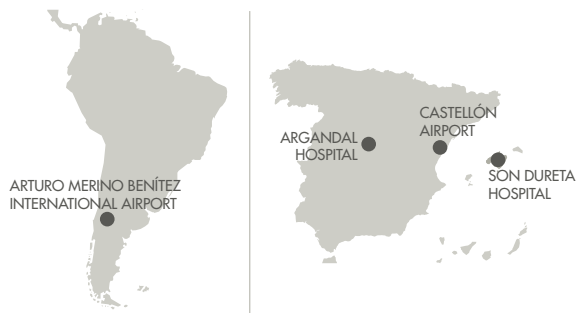 ARTURO MERINO BENÍTEZ
INTERNATIONAL AIRPORT
ARGANDAL
HOSPITAL
CASTELLÓN
AIRPORT
SON DURETA
HOSPITAL